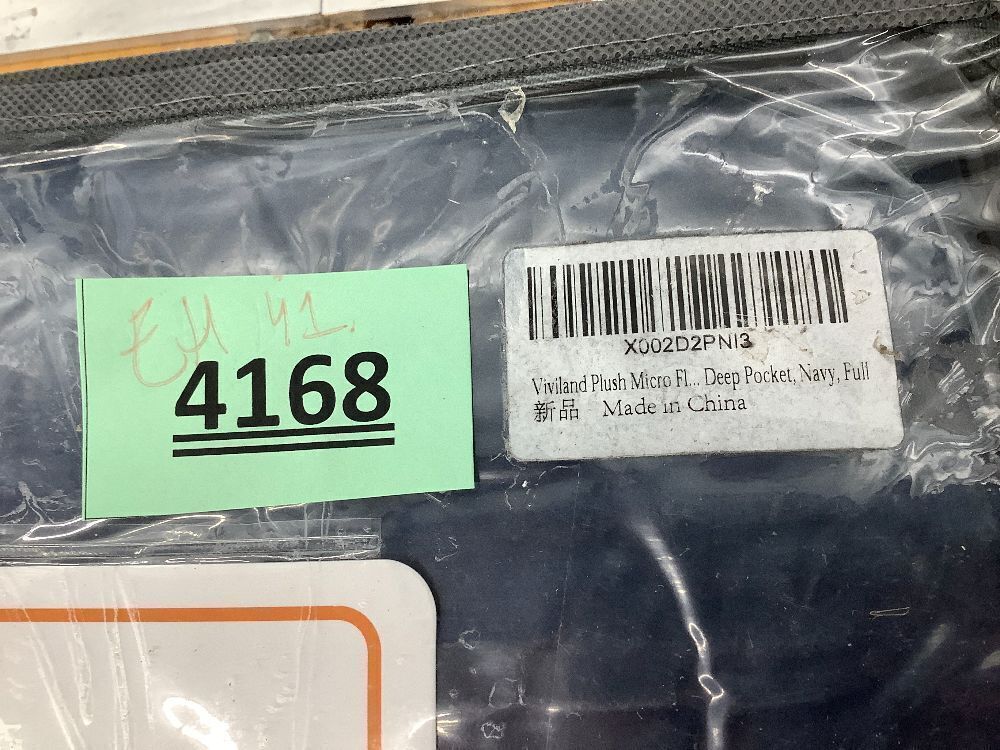 4168
X002D2PNI3
Viviland Plush Micro Fl... Deep Pocket, Navy, Full
新品 Made in China